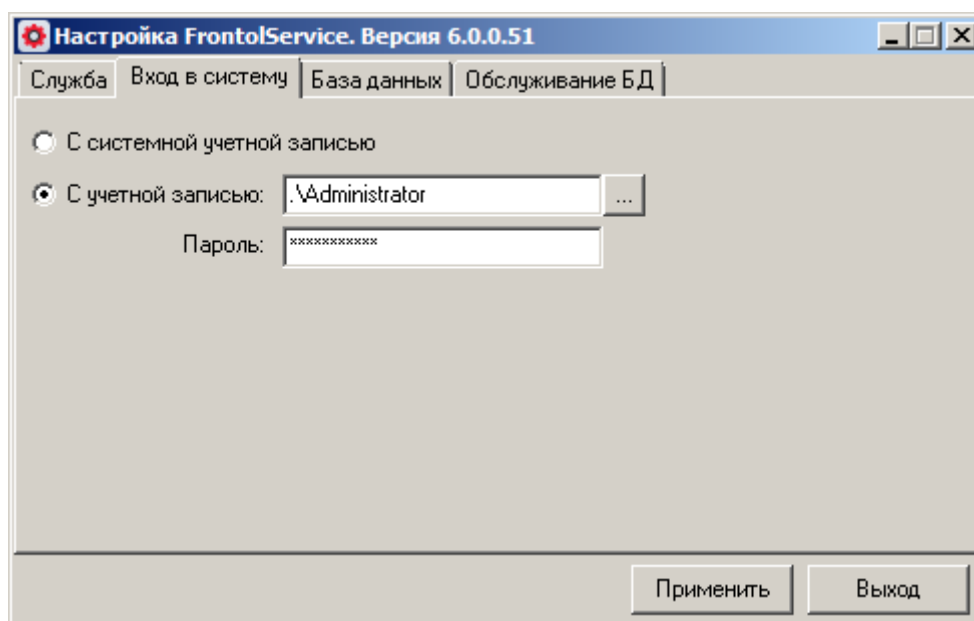 Настройка FrontolService. Версия 6.0.0.51
Служба Вход в систему База данных Обслуживание БД
С системной учетной записью
С учетной записью: .\Administrator ...
Пароль: ***********
Применить Выход